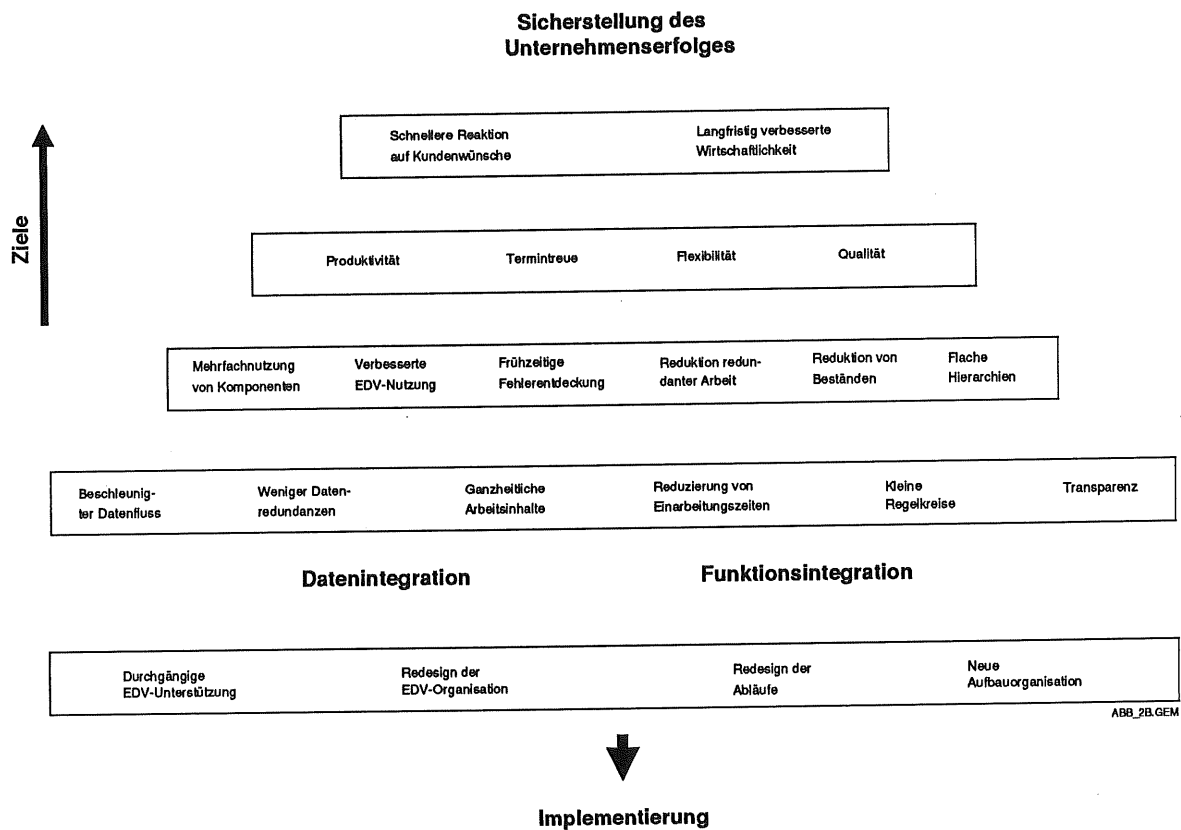 Sicherstellung des
Unternehmenserfolges
Ziele
Schnellere Reaktion
auf Kundenwünsche
Langfristig verbesserte
Wirtschaftlichkeit
Produktivität
Termintreue
Flexibilität
Qualität
Mehrfachnutzung
von Komponenten
Verbesserte
EDV-Nutzung
Frühzeitige
Fehlerentdeckung
Reduktion redun-
danter Arbeit
Reduktion von
Beständen
Flache
Hierarchien
Beschleunig-
ter Datenfluss
Weniger Daten-
redundanzen
Ganzheitliche
Arbeitsinhalte
Reduzierung von
Einarbeitungszeiten
Kleine
Regelkreise
Transparenz
Datenintegration
Funktionsintegration
Durchgängige
EDV-Unterstützung
Redesign der
EDV-Organisation
Redesign der
Abläufe
Neue
Aufbauorganisation
ABB_2B.GEM
Implementierung